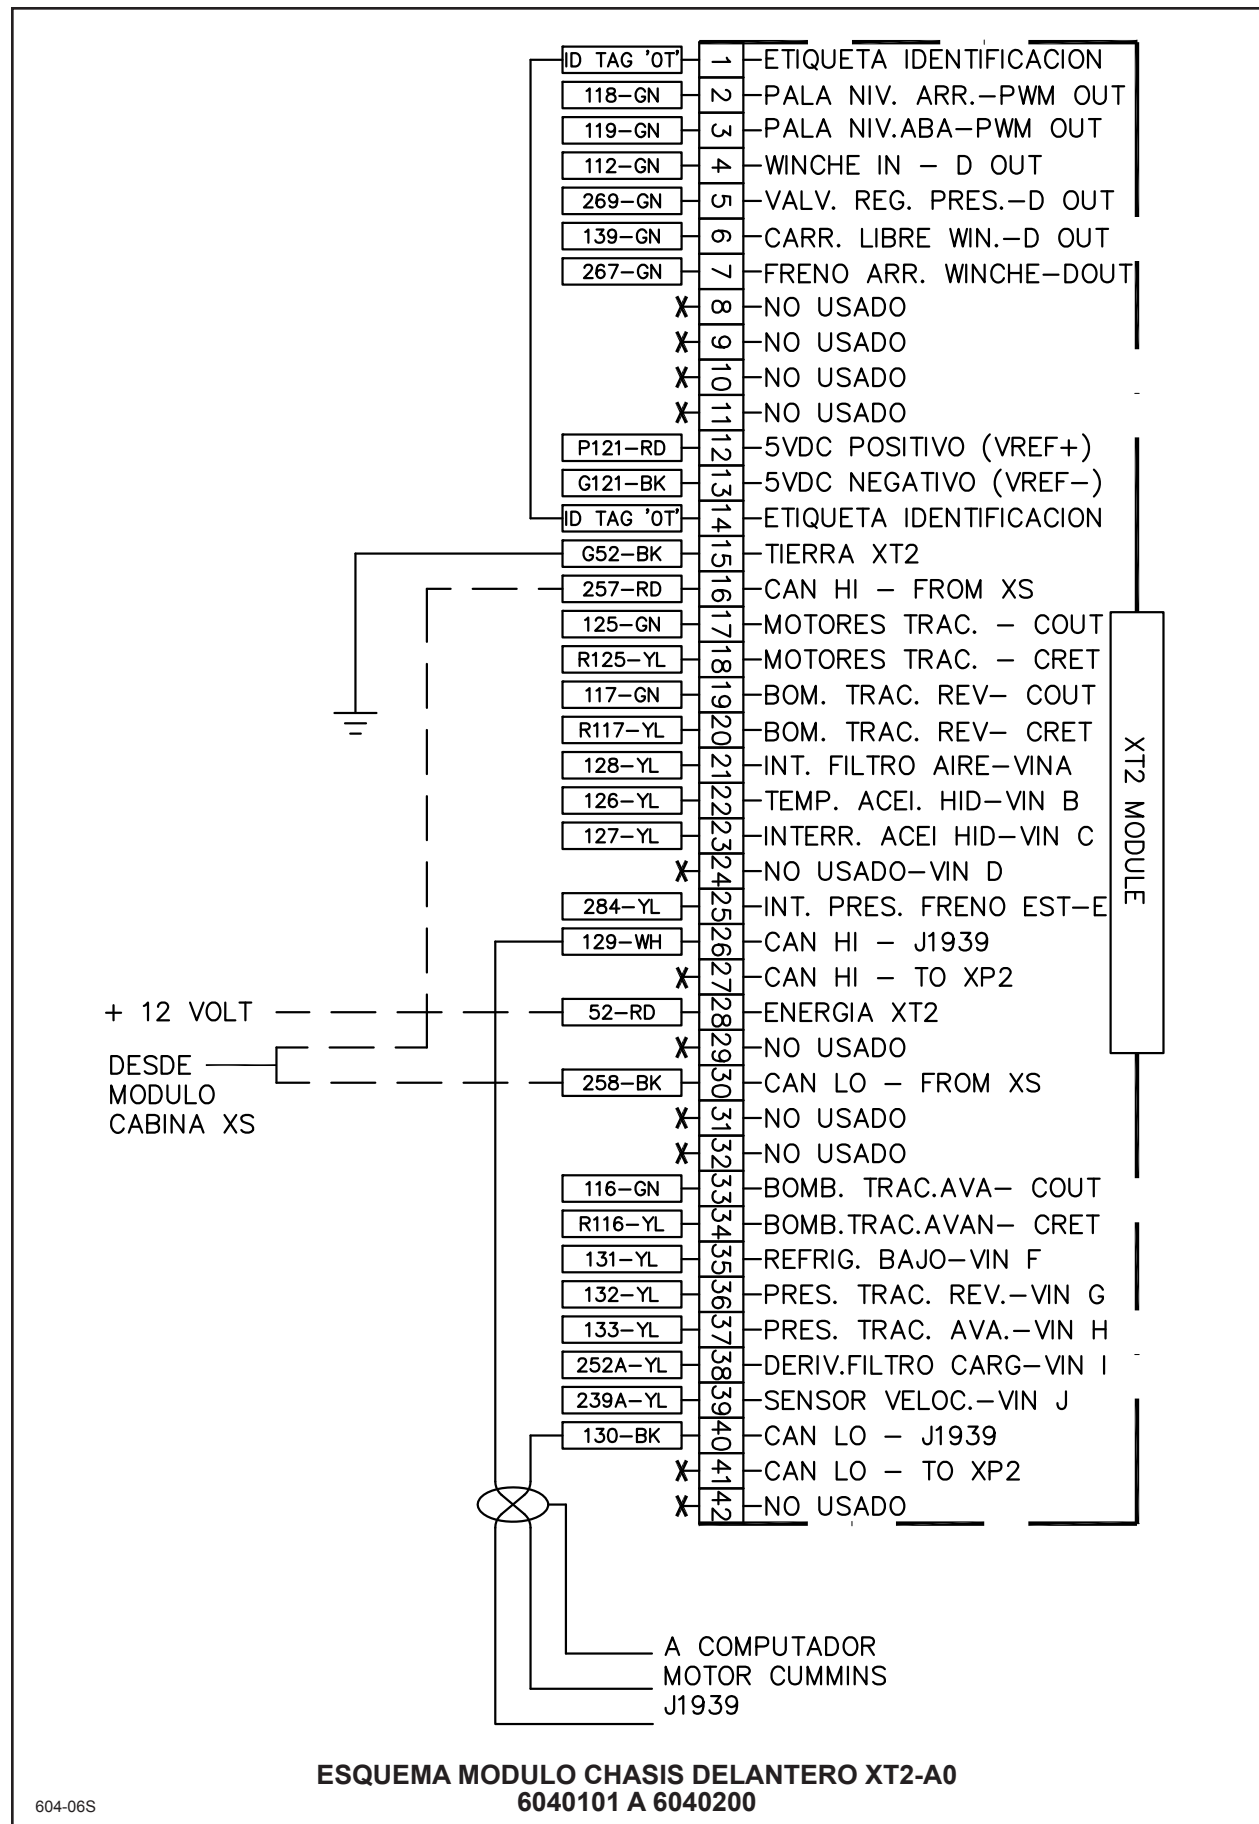 ID TAG '0T' 1 ETIQUETA IDENTIFICACION
118-GN 2 PALA NIV. ARR.-PWM OUT
119-GN 3 PALA NIV.ABA-PWM OUT
112-GN 4 WINCHE IN - D OUT
269-GN 5 VALV. REG. PRES.-D OUT
139-GN 6 CARR. LIBRE WIN.-D OUT
267-GN 7 FRENO ARR. WINCHE-DOUT
X 8 NO USADO
X 9 NO USADO
X 10 NO USADO
X 11 NO USADO
P121-RD 12 5VDC POSITIVO (VREF+)
G121-BK 13 5VDC NEGATIVO (VREF-)
ID TAG '0T' 14 ETIQUETA IDENTIFICACION
G52-BK 15 TIERRA XT2
257-RD 16 CAN HI - FROM XS
125-GN 17 MOTORES TRAC. - COUT
R125-YL 18 MOTORES TRAC. - CRET
117-GN 19 BOM. TRAC. REV- COUT
R117-YL 20 BOM. TRAC. REV- CRET
128-YL 21 INT. FILTRO AIRE-VINA
126-YL 22 TEMP. ACEI. HID-VIN B
127-YL 23 INTERR. ACEI HID-VIN C
X 24 NO USADO-VIN D
284-YL 25 INT. PRES. FRENO EST-E
129-WH 26 CAN HI - J1939
X 27 CAN HI - TO XP2
52-RD 28 ENERGIA XT2
X 29 NO USADO
258-BK 30 CAN LO - FROM XS
X 31 NO USADO
X 32 NO USADO
116-GN 33 BOMB. TRAC.AVA- COUT
R116-YL 34 BOMB.TRAC.AVAN- CRET
131-YL 35 REFRIG. BAJO-VIN F
132-YL 36 PRES. TRAC. REV.-VIN G
133-YL 37 PRES. TRAC. AVA.-VIN H
252A-YL 38 DERIV.FILTRO CARG-VIN I
239A-YL 39 SENSOR VELOC.-VIN J
130-BK 40 CAN LO - J1939
X 41 CAN LO - TO XP2
X 42 NO USADO
XT2 MODULE
+ 12 VOLT
DESDE
MODULO
CABINA XS
A COMPUTADOR
MOTOR CUMMINS
J1939
ESQUEMA MODULO CHASIS DELANTERO XT2-A0
6040101 A 6040200
604-06S